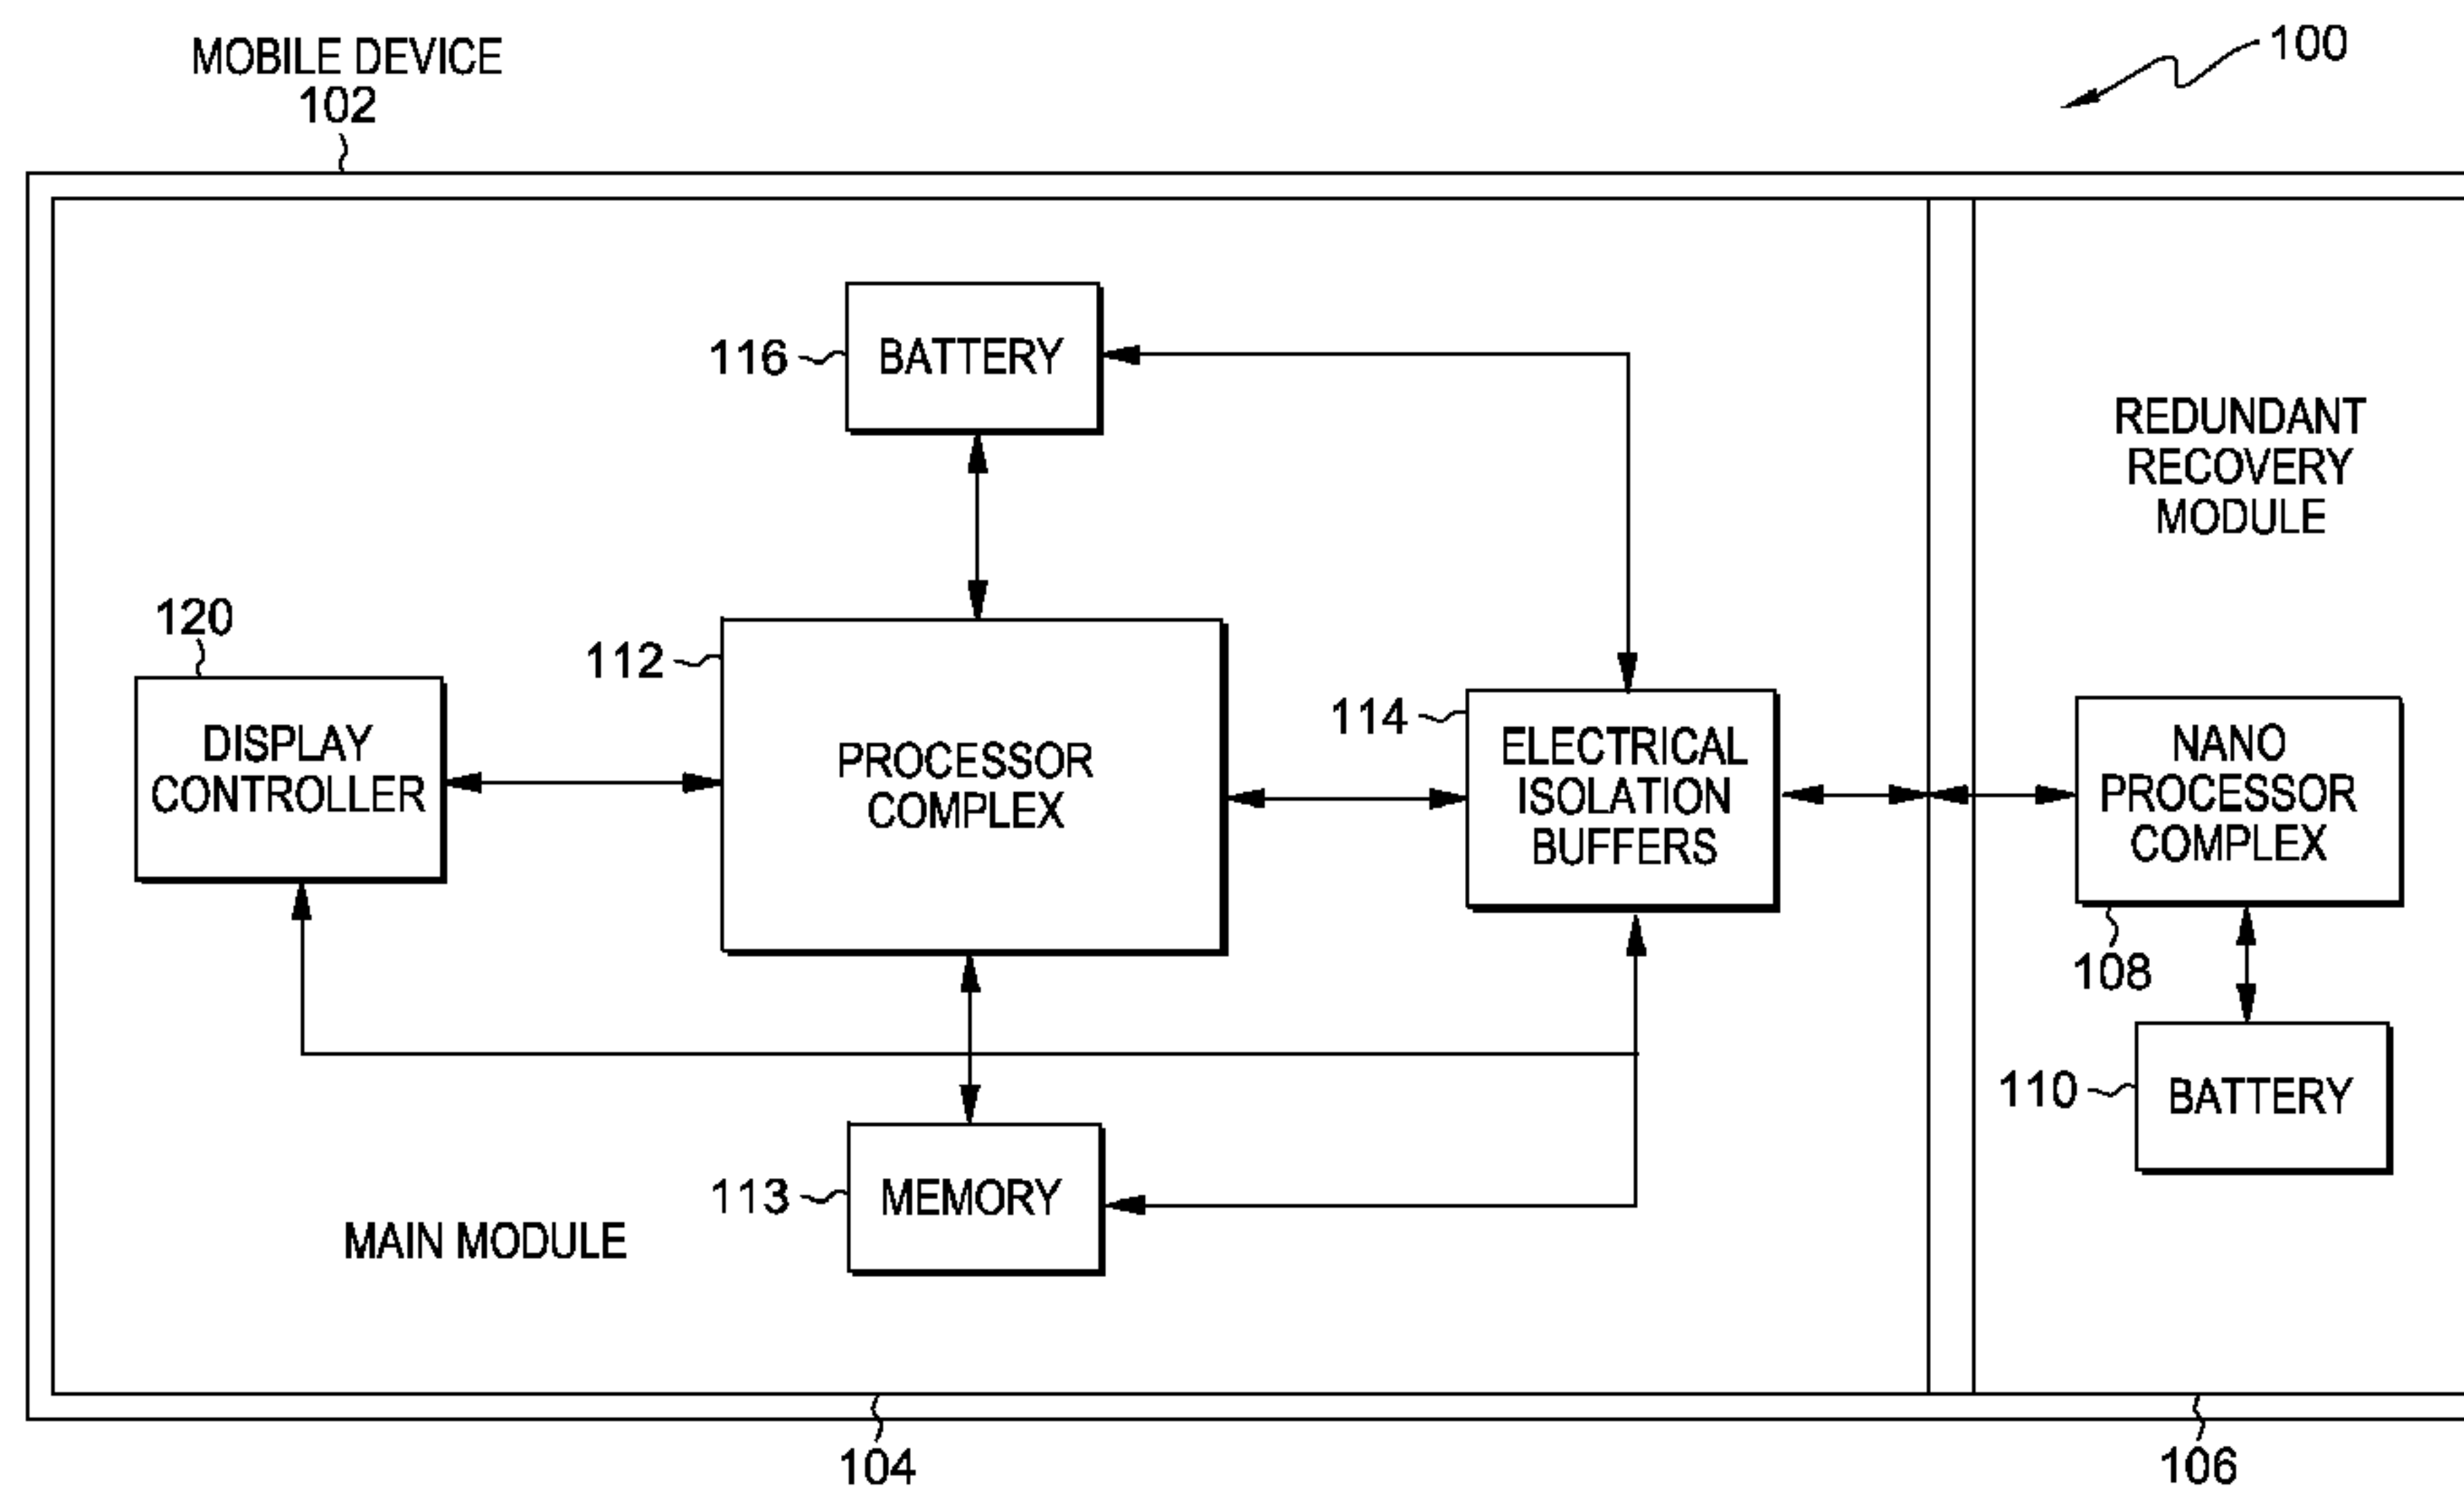 MOBILE DEVICE
102
100
116
BATTERY
REDUNDANT
RECOVERY
MODULE
120
112
DISPLAY
CONTROLLER
PROCESSOR
COMPLEX
114
ELECTRICAL
ISOLATION
BUFFERS
NANO
PROCESSOR
COMPLEX
108
110
BATTERY
113
MEMORY
MAIN MODULE
104
106